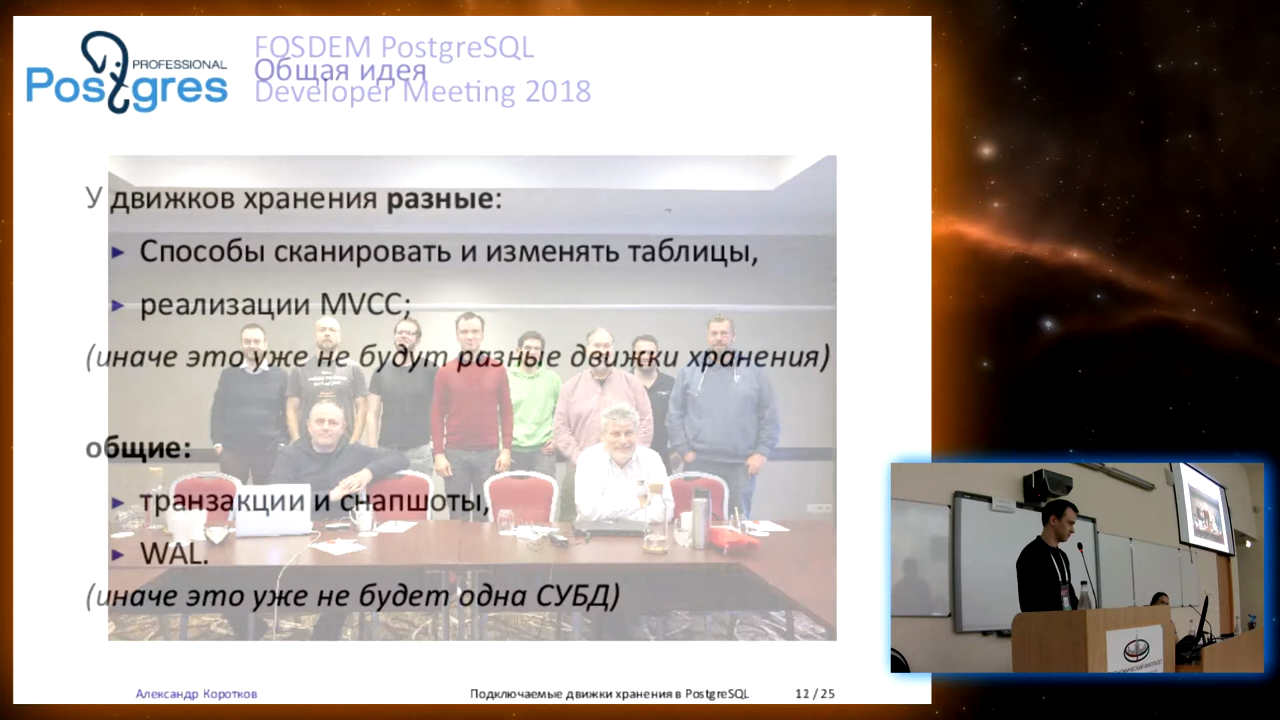 PROFESSIONAL
Postgres
FOSDEM PostgreSQL
Общая идея
Developer Meeting 2018
У движков хранения разные:
Способы сканировать и изменять таблицы,
реализации MVCC;
(иначе это уже не будут разные движки хранения)
общие:
транзакции и снапшоты,
WAL.
(иначе это уже не будет одна СУБД)
Александр Коротков
Подключаемые движки хранения в PostgreSQL
/ 25